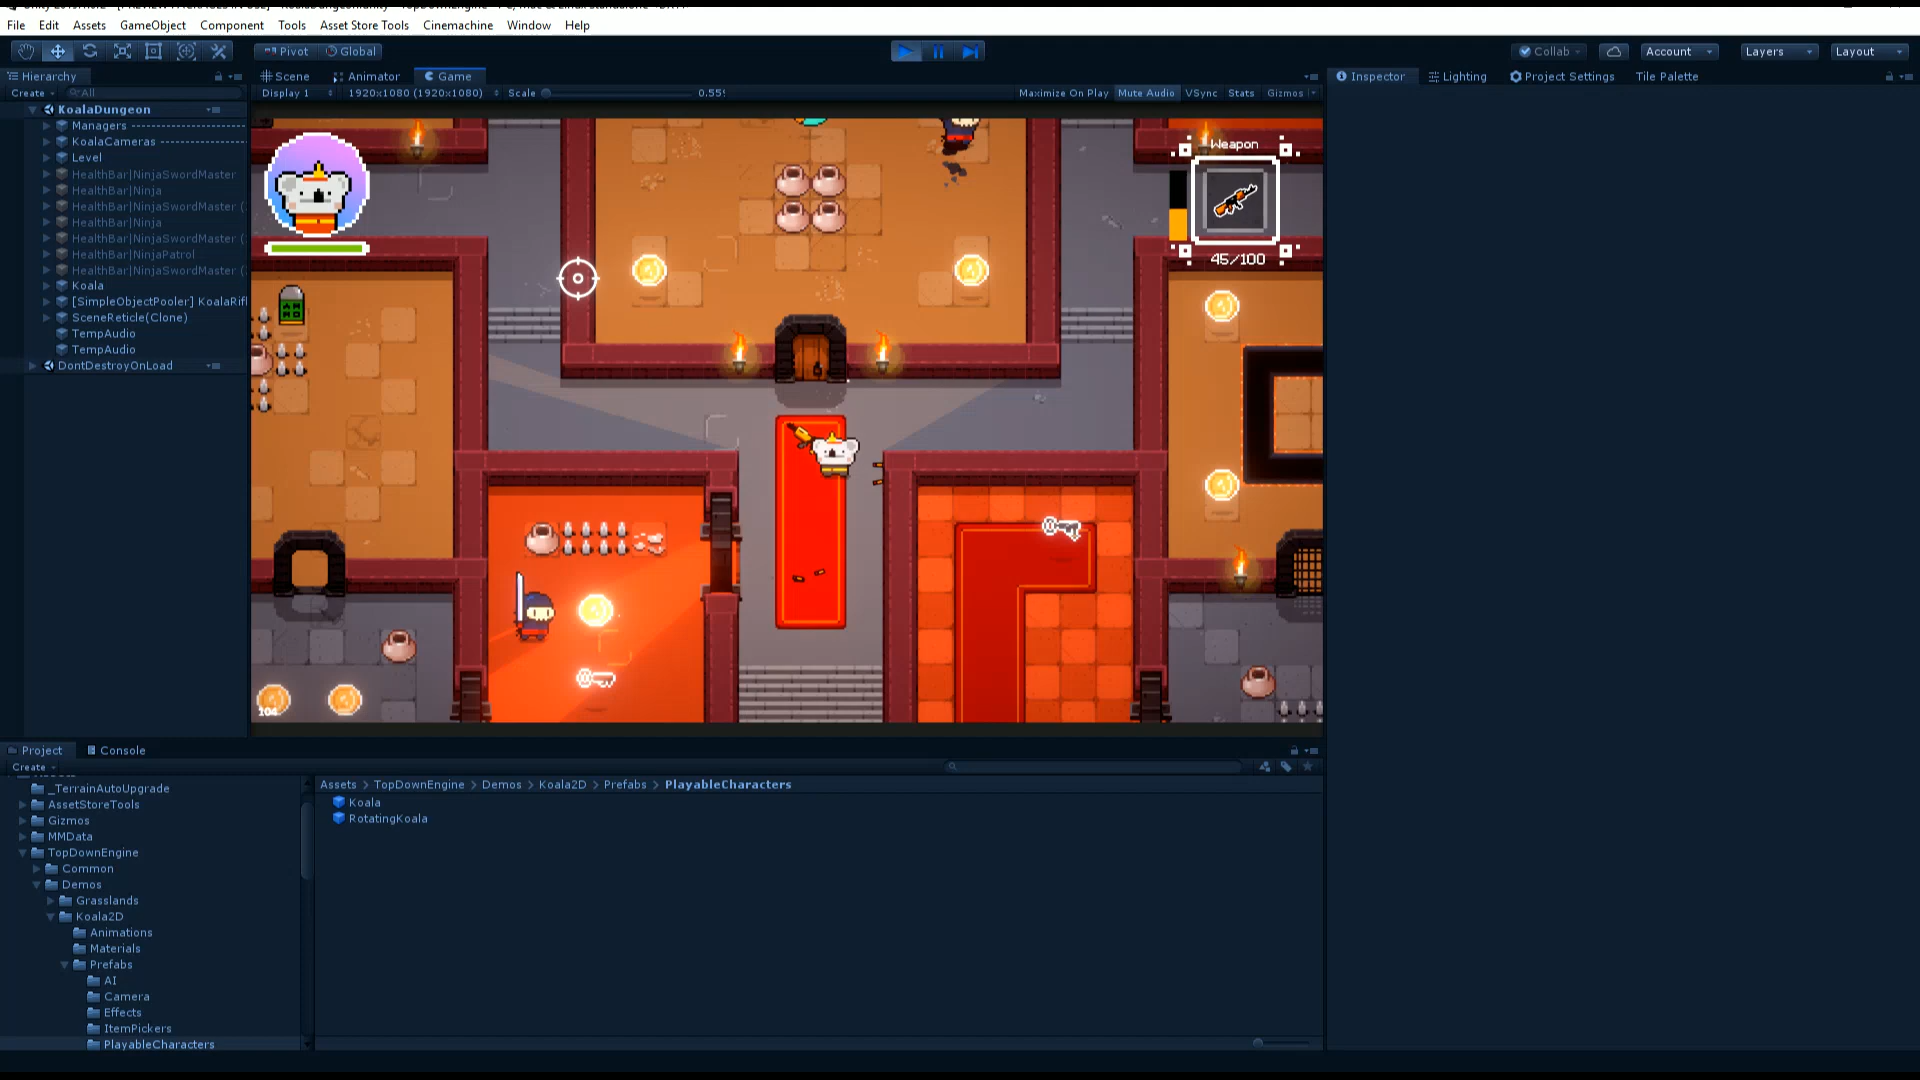 File Edit Assets GameObject Component Tools Asset Store Tools Cinemachine Window Help
Pivot Global Collab Account Layers Layout
Hierarchy Scene Animator Game Inspector Lighting Project Settings Tile Palette
Create All Display 1 1920x1080 (1920x1080) Scale 0.55 Maximize On Play Mute Audio VSync Stats Gizmos
KoalaDungeon
Managers
KoalaCameras
Level
HealthBar|NinjaSwordMaster
HealthBar|Ninja
HealthBar|NinjaSwordMaster (
HealthBar|Ninja
HealthBar|NinjaSwordMaster (
HealthBar|NinjaPatrol
HealthBar|NinjaSwordMaster (
Koala
[SimpleObjectPooler] KoalaRifl
SceneReticle(Clone)
TempAudio
TempAudio
DontDestroyOnLoad
Weapon
45/100
104
Project Console
Create
Assets > TopDownEngine > Demos > Koala2D > Prefabs > PlayableCharacters
Koala
RotatingKoala
_TerrainAutoUpgrade
AssetStoreTools
Gizmos
MMData
TopDownEngine
Common
Demos
Grasslands
Koala2D
Animations
Materials
Prefabs
AI
Camera
Effects
ItemPickers
PlayableCharacters